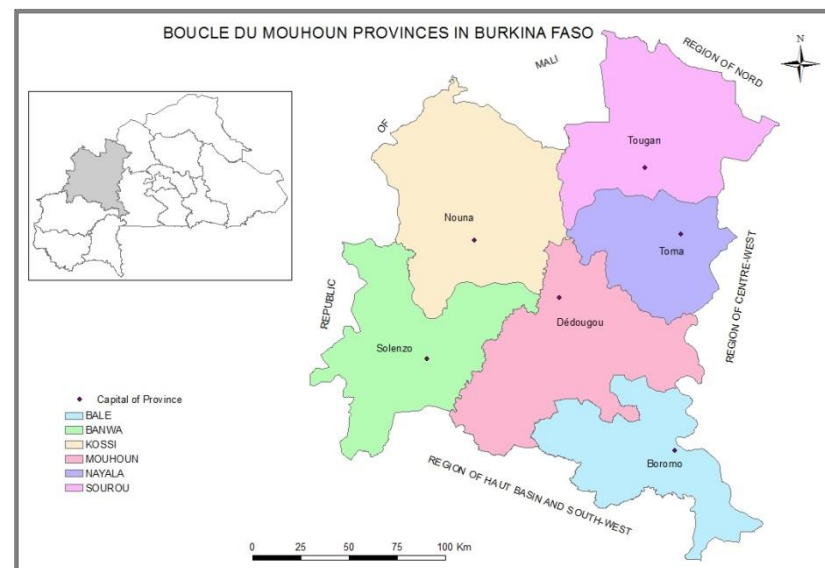 BOUCLE DU MOUHOUN PROVINCES IN BURKINA FASO
N
REGION OF NORD
MALI
OF
REPUBLIC
Tougan
Nouna
Toma
REGION OF CENTRE-WEST
Dédougou
Solenzo
Boromo
REGION OF HAUT BASIN AND SOUTH-WEST
Capital of Province
BALE
BANWA
KOSSI
MOUHOUN
NAYALA
SOUROU
0 25 50 75 100 Km